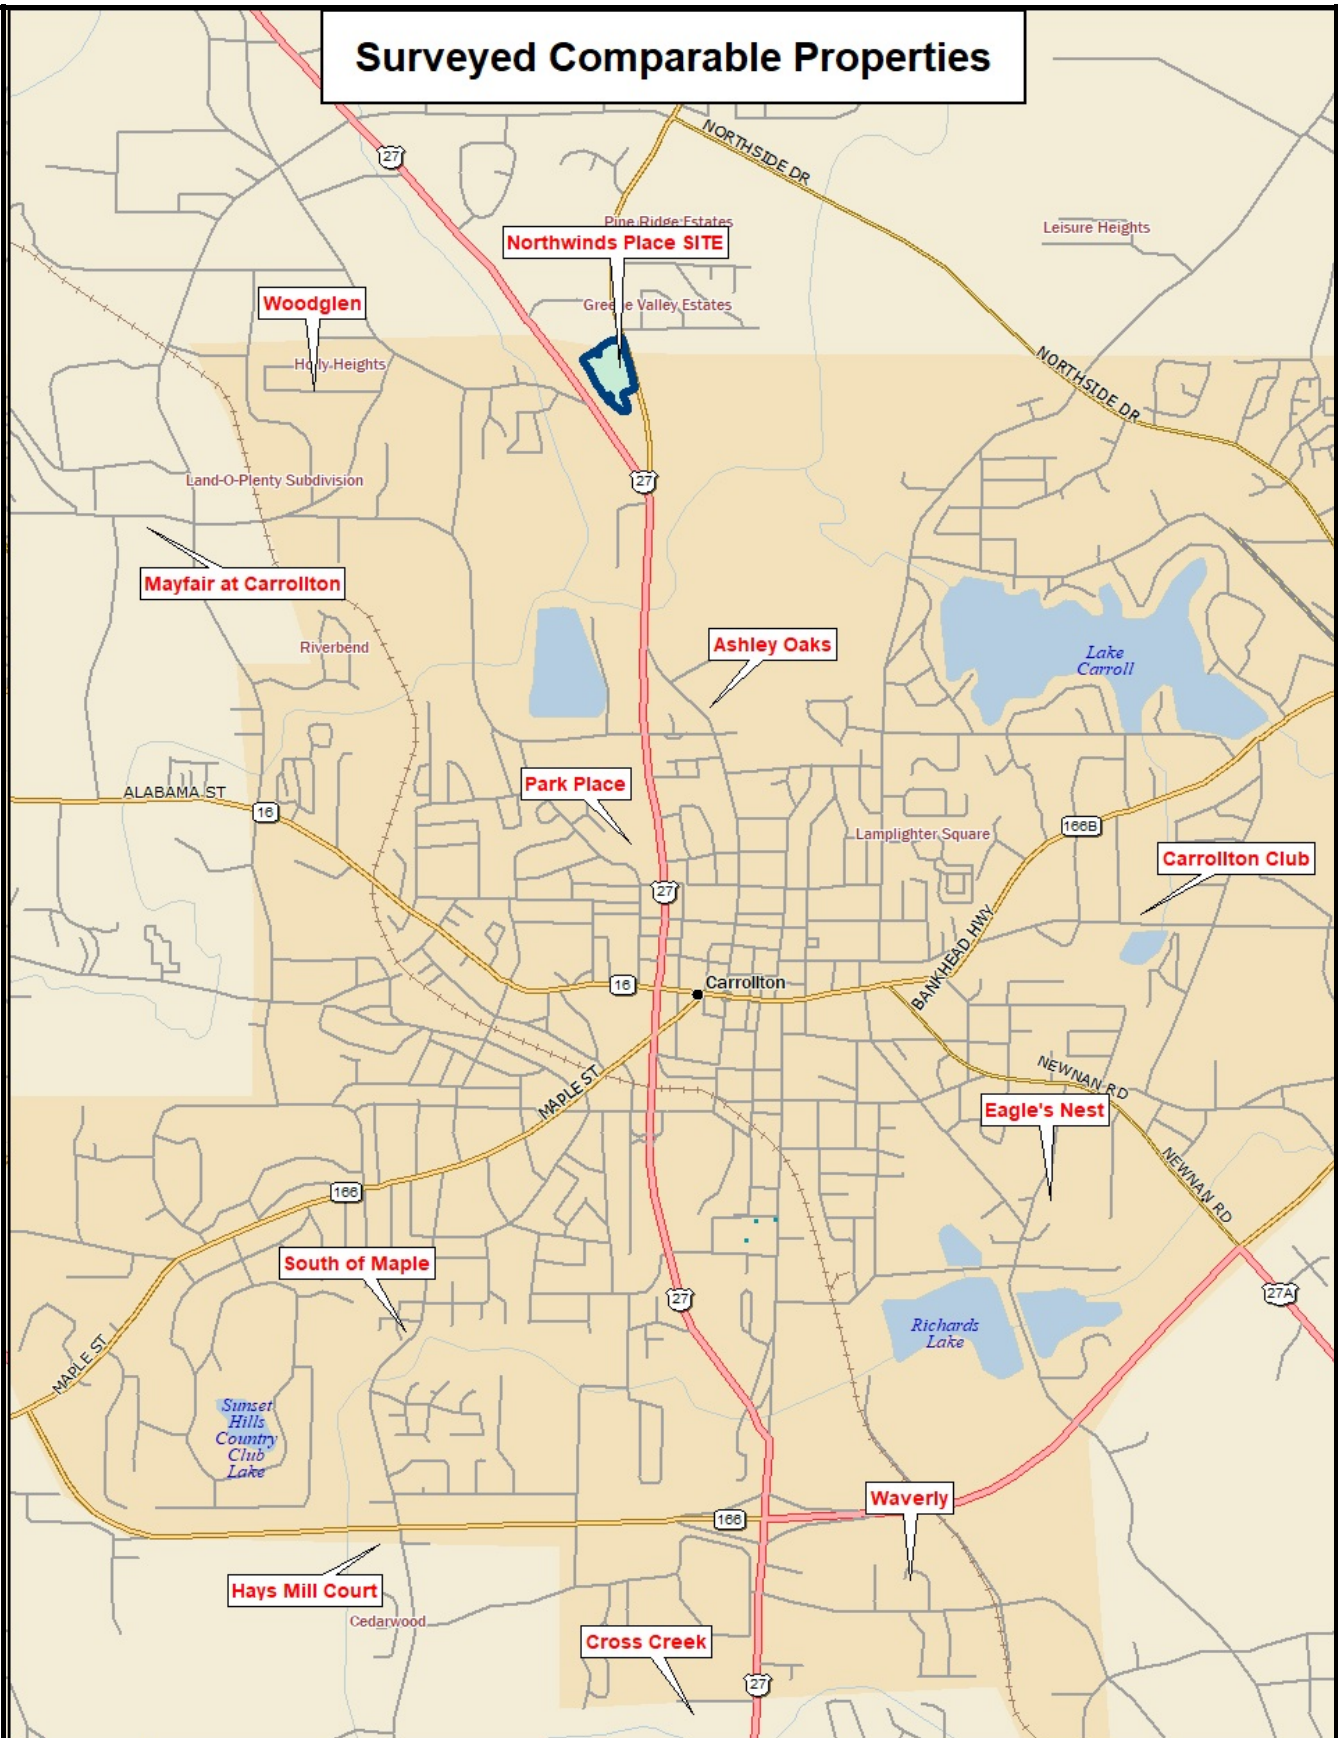 Surveyed Comparable Properties
27
NORTHSIDE DR
Pine Ridge Estates
Leisure Heights
Northwinds Place SITE
Woodglen
Greene Valley Estates
Holly Heights
NORTHSIDE DR
Land-O-Plenty Subdivision
27
Mayfair at Carrollton
Riverbend
Ashley Oaks
Lake
Carroll
Park Place
ALABAMA ST
16
166B
Lamplighter Square
Carrollton Club
27
BANKHEAD HWY
16
Carrollton
MAPLE ST
NEWNAN RD
Eagle's Nest
NEWNAN RD
166
South of Maple
27
27A
Richards
Lake
MAPLE ST
Sunset
Hills
Country
Club
Lake
Waverly
166
Hays Mill Court
Cedarwood
Cross Creek
27